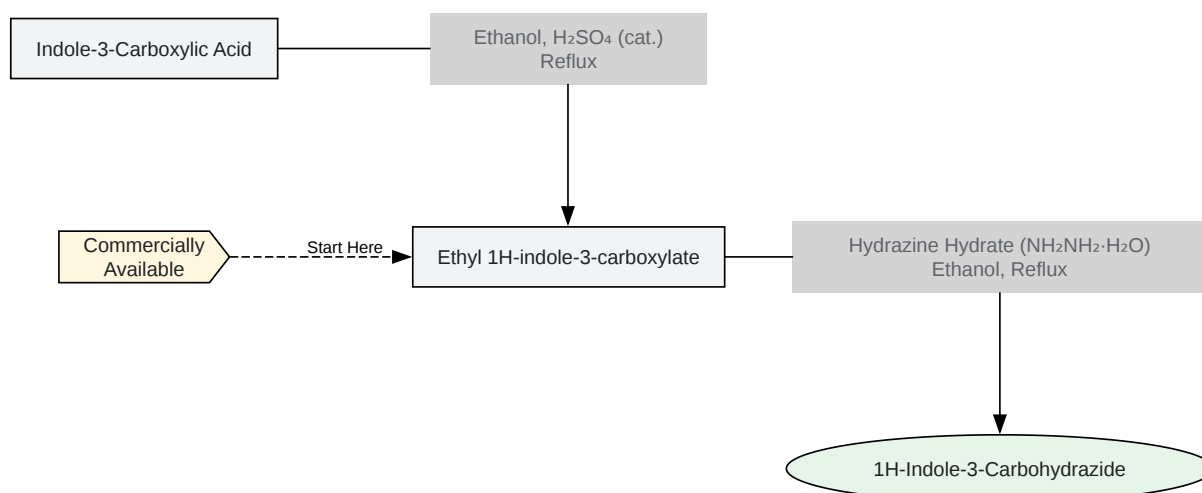 Indole-3-Carboxylic Acid
Ethanol, H₂SO₄ (cat.)
Reflux
Commercially
Available
Start Here
Ethyl 1H-indole-3-carboxylate
Hydrazine Hydrate (NH₂NH₂·H₂O)
Ethanol, Reflux
1H-Indole-3-Carbohydrazide